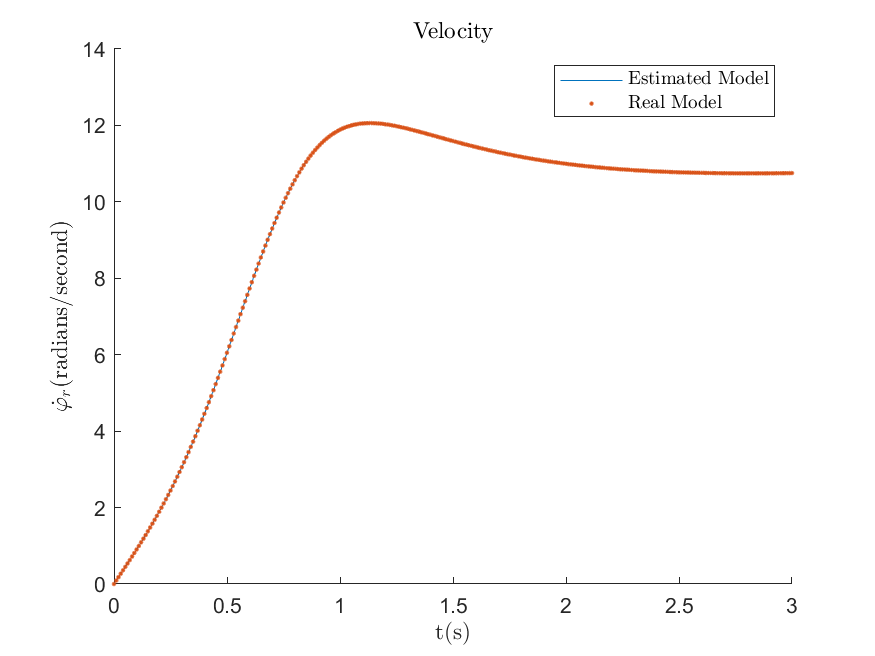 Velocity
Estimated Model
Real Model
14
12
10
8
6
4
2
0
φ̇ᵣ(radians/second)
0 0.5 1 1.5 2 2.5 3
t(s)